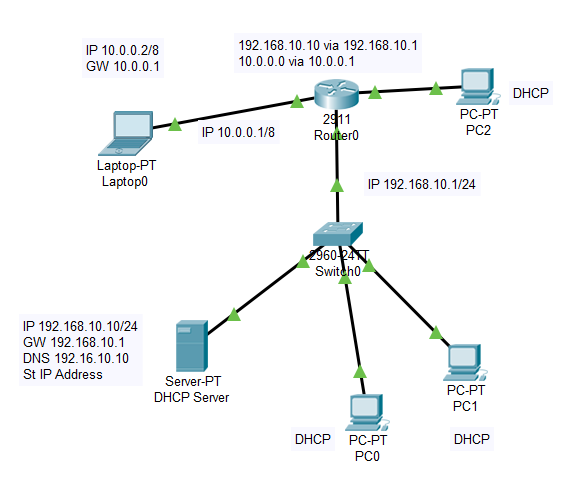 IP 10.0.0.2/8
GW 10.0.0.1
192.168.10.10 via 192.168.10.1
10.0.0.0 via 10.0.0.1
2911
Router0
PC-PT
PC2
DHCP
IP 10.0.0.1/8
Laptop-PT
Laptop0
IP 192.168.10.1/24
2960-24TT
Switch0
IP 192.168.10.10/24
GW 192.168.10.1
DNS 192.16.10.10
St IP Address
Server-PT
DHCP Server
PC-PT
PC1
DHCP
PC-PT
PC0
DHCP